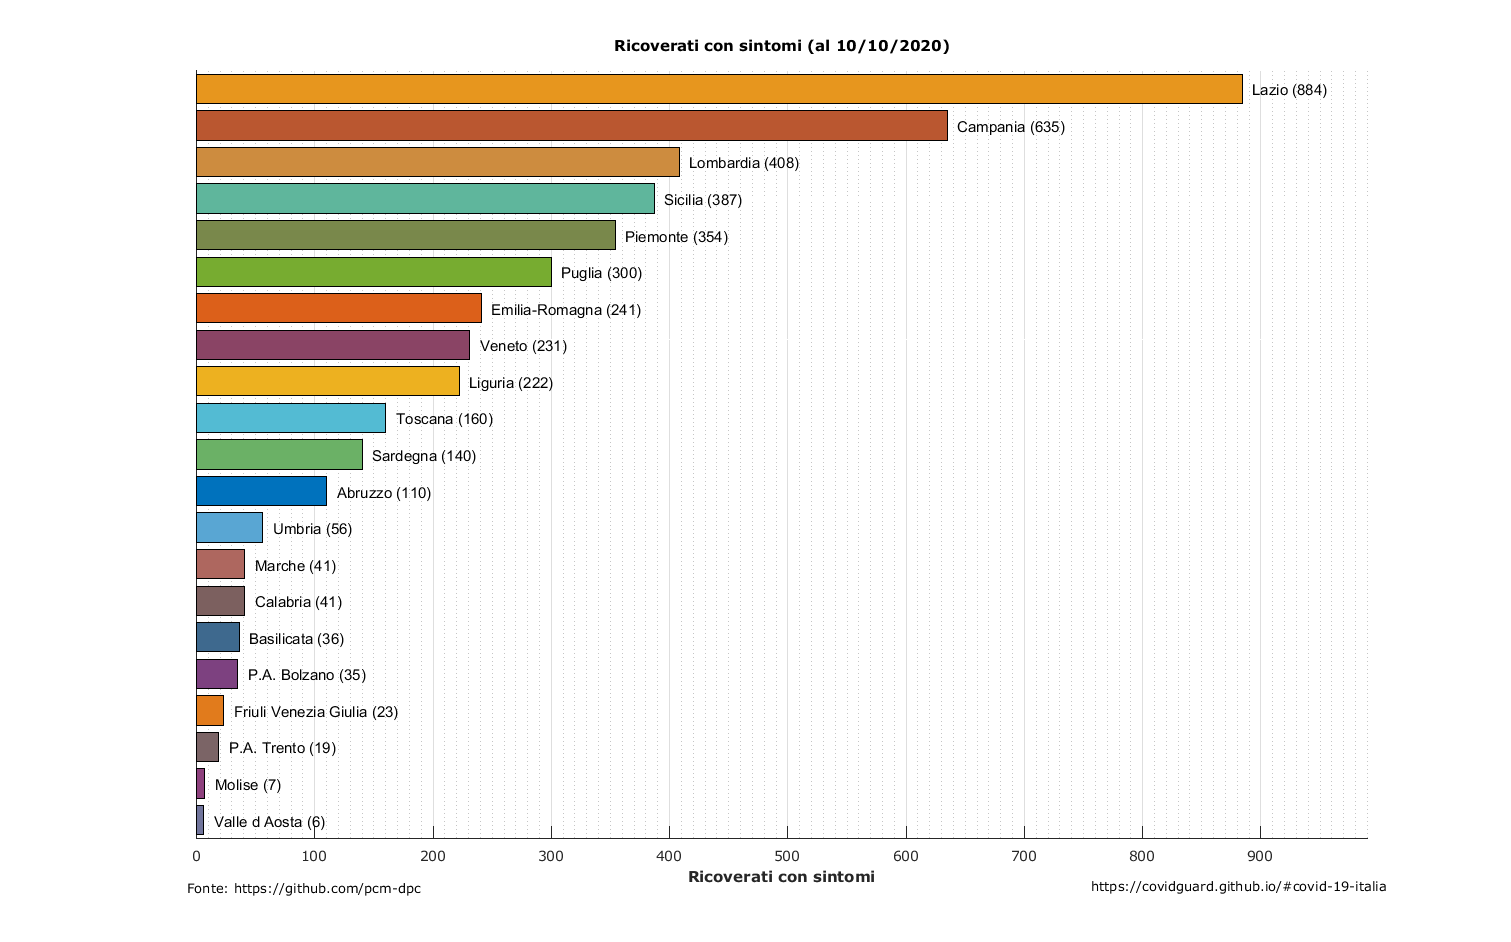 Ricoverati con sintomi (al 10/10/2020)
Lazio (884)
Campania (635)
Lombardia (408)
Sicilia (387)
Piemonte (354)
Puglia (300)
Emilia-Romagna (241)
Veneto (231)
Liguria (222)
Toscana (160)
Sardegna (140)
Abruzzo (110)
Umbria (56)
Marche (41)
Calabria (41)
Basilicata (36)
P.A. Bolzano (35)
Friuli Venezia Giulia (23)
P.A. Trento (19)
Molise (7)
Valle d Aosta (6)
0 100 200 300 400 500 600 700 800 900
Ricoverati con sintomi
Fonte: https://github.com/pcm-dpc
https://covidguard.github.io/#covid-19-italia